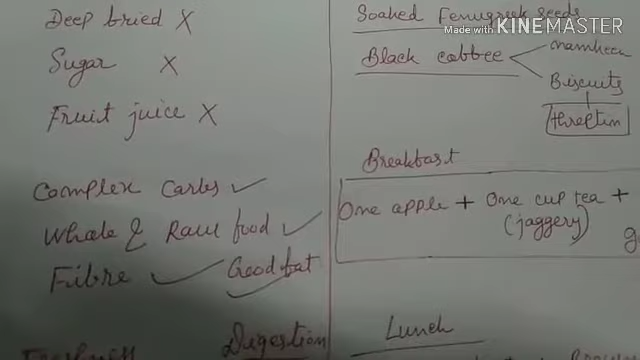 Deep fried X
Sugar X
Fruit juice X
Complex Carbs ✓
Whole & Raw food ✓
Fibre ✓ Good fat ✓
Digestion
Soaked Fenugreek seeds
Made with KINEMASTER
Black coffee
Biscuits
threptin
Breakfast
One apple + One cup tea +
(jaggery)
Lunch